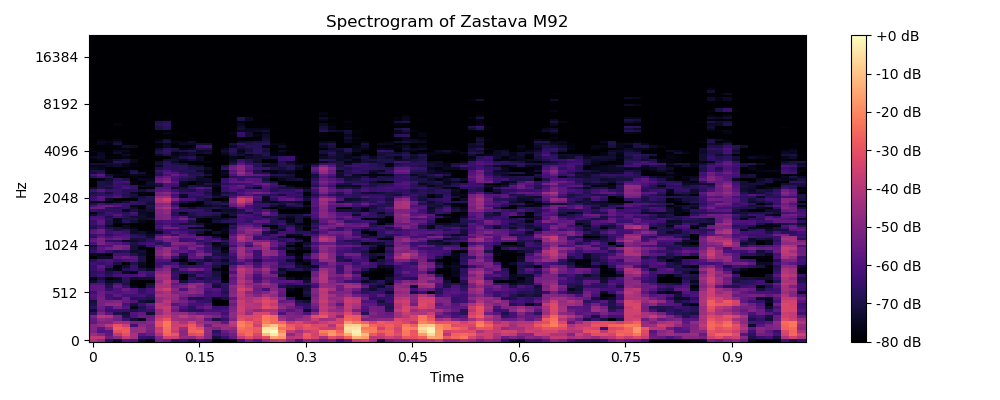 Spectrogram of Zastava M92
Hz
16384
8192
4096
2048
1024
512
0
0 0.15 0.3 0.45 0.6 0.75 0.9
Time
+0 dB
-10 dB
-20 dB
-30 dB
-40 dB
-50 dB
-60 dB
-70 dB
-80 dB